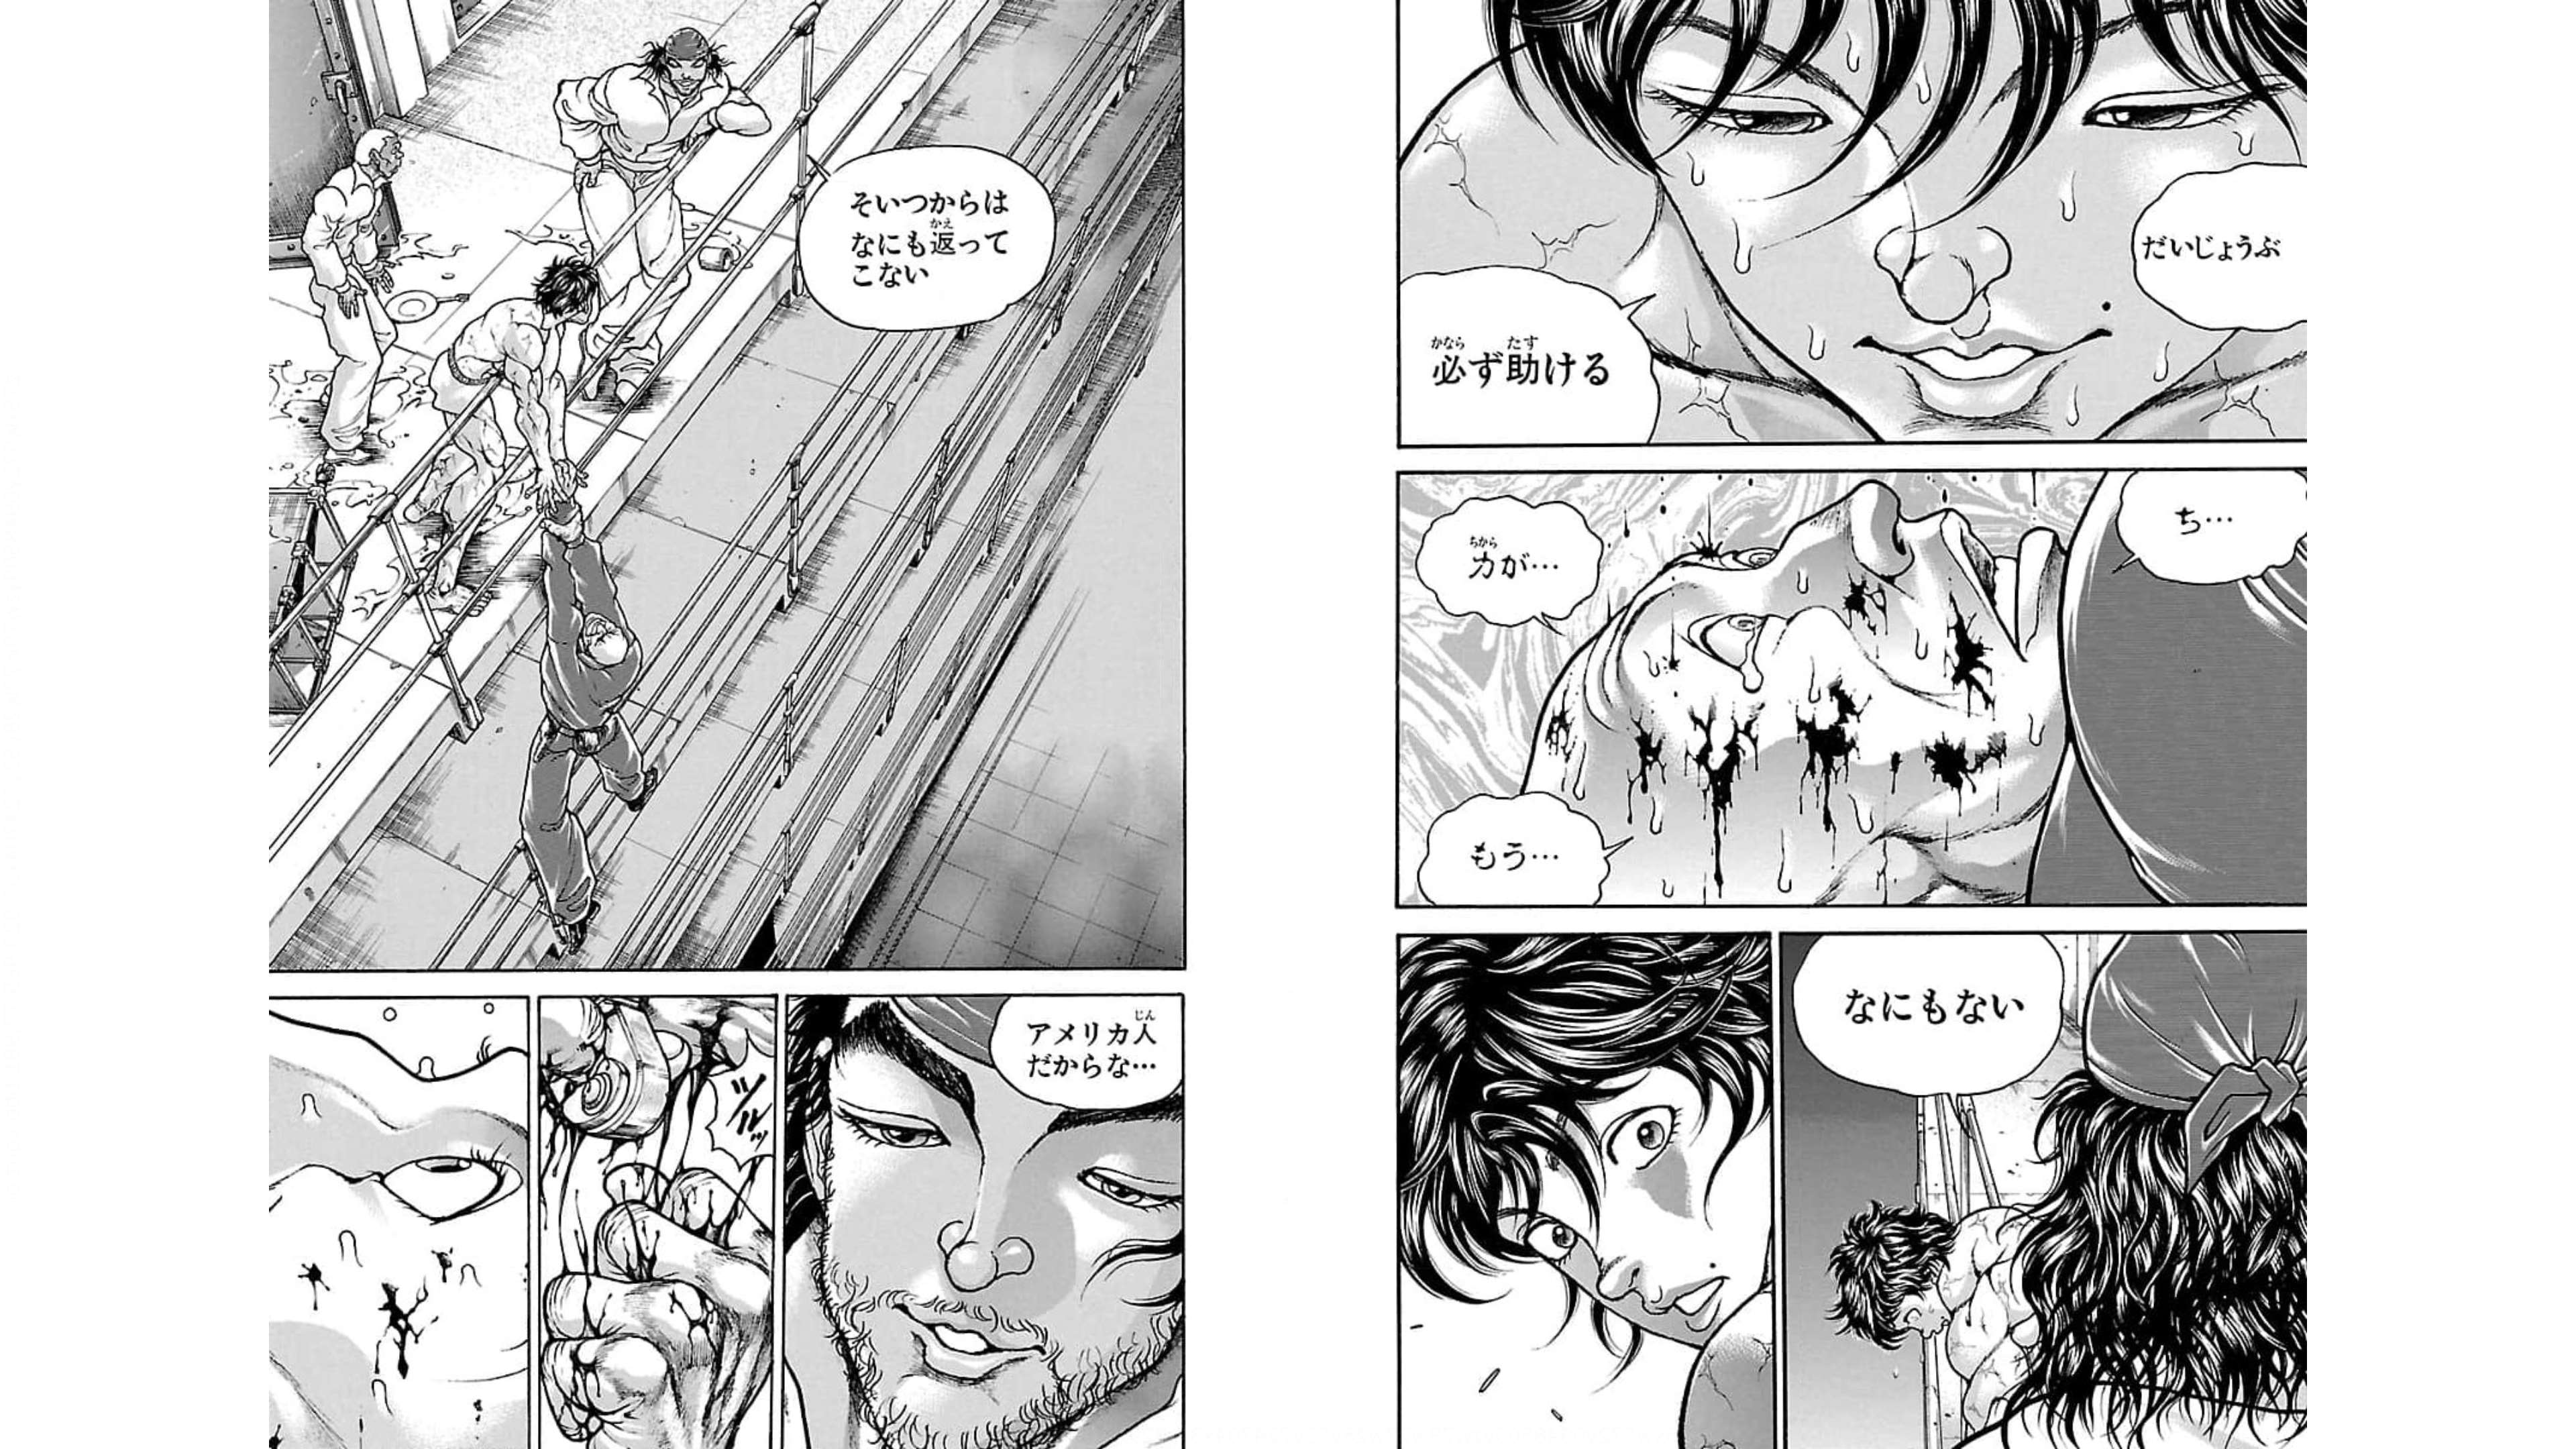 だいじょうぶ
必ず助ける
ち…
力が…
もう…
なにもない
そいつからは
なにも返って
こない
アメリカ人
だからな…
ズルッ